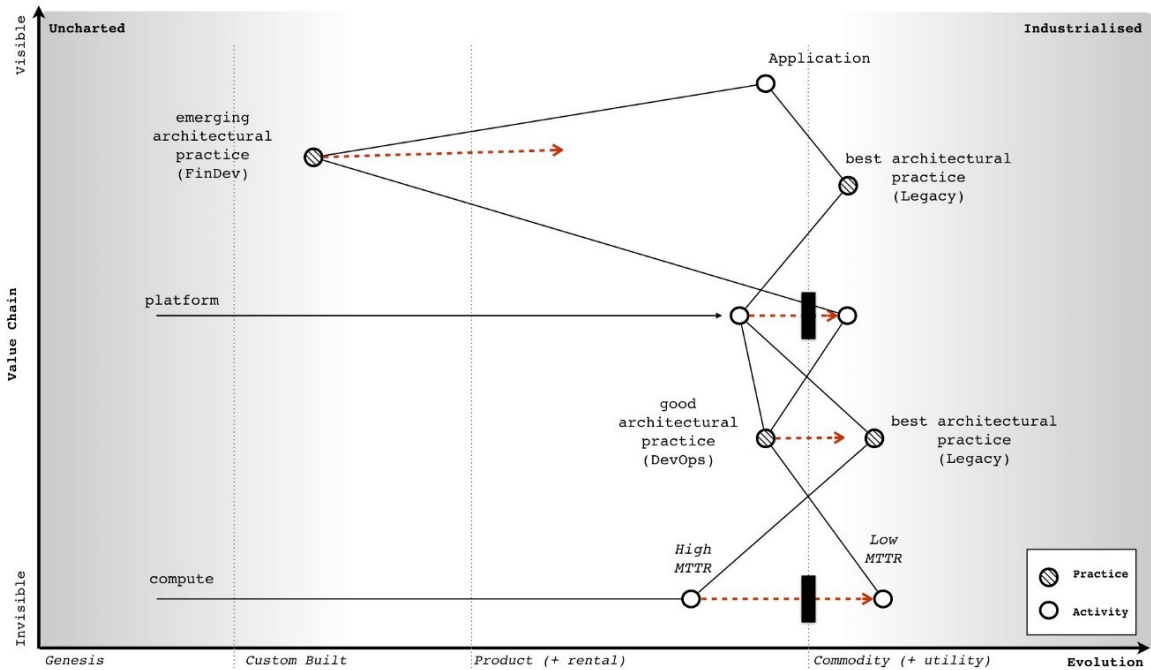 Visible
Uncharted
Industrialised
Application
emerging
architectural
practice
(FinDev)
best architectural
practice
(Legacy)
platform
Value Chain
good
architectural
practice
(DevOps)
best architectural
practice
(Legacy)
High
MTTR
Low
MTTR
compute
Practice
Activity
Invisible
Genesis
Custom Built
Product (+ rental)
Commodity (+ utility)
Evolution